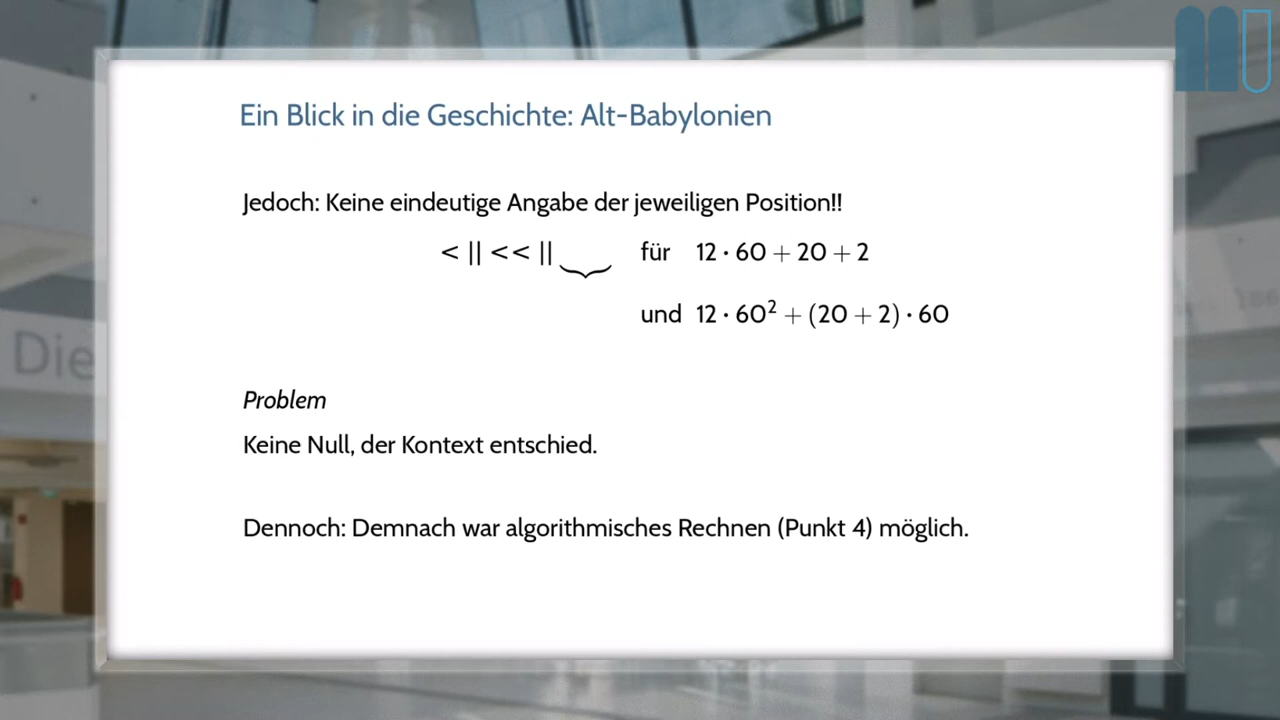 Ein Blick in die Geschichte: Alt-Babylonien
Jedoch: Keine eindeutige Angabe der jeweiligen Position!!
< || << || für 12 · 60 + 20 + 2
und 12 · 60² + (20 + 2) · 60
Problem
Keine Null, der Kontext entschied.
Dennoch: Demnach war algorithmisches Rechnen (Punkt 4) möglich.
Die